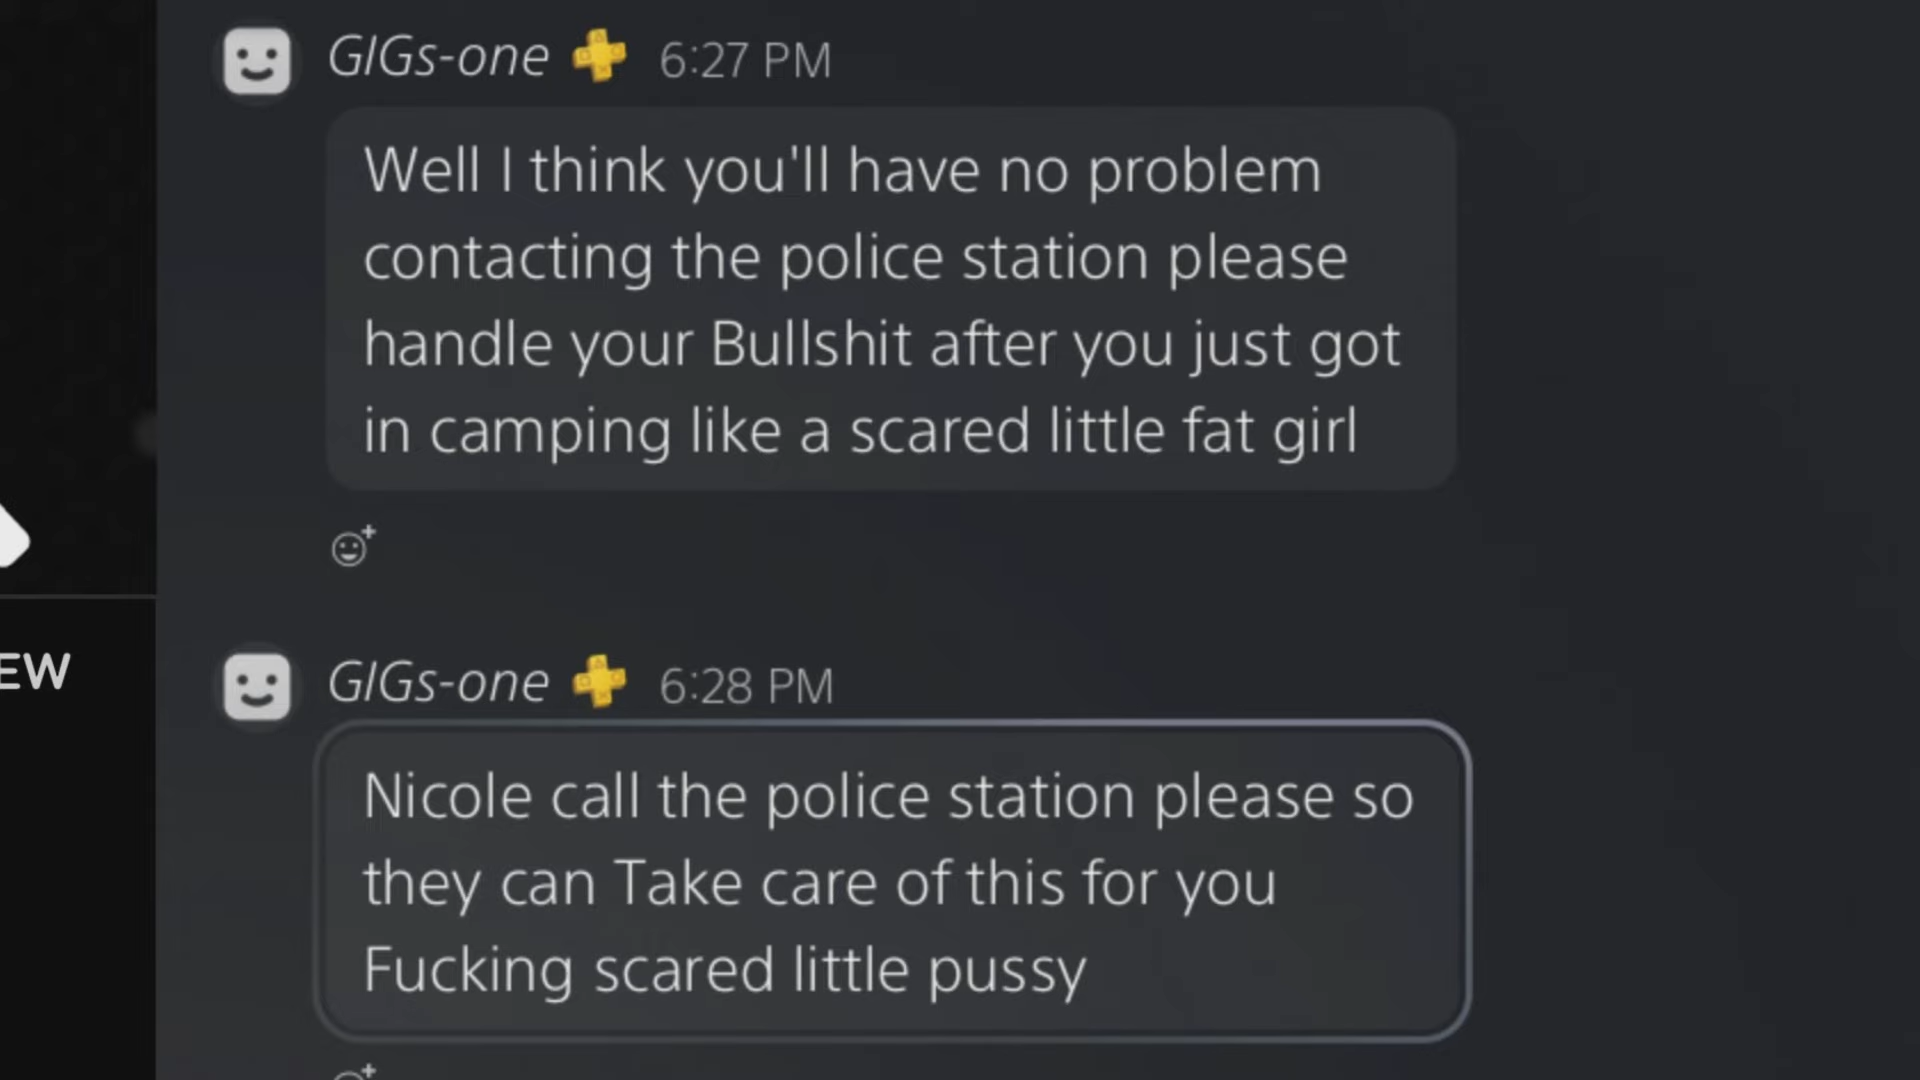 GIGs-one 6:27 PM
Well I think you'll have no problem
contacting the police station please
handle your Bullshit after you just got
in camping like a scared little fat girl
EW
GIGs-one 6:28 PM
Nicole call the police station please so
they can Take care of this for you
Fucking scared little pussy